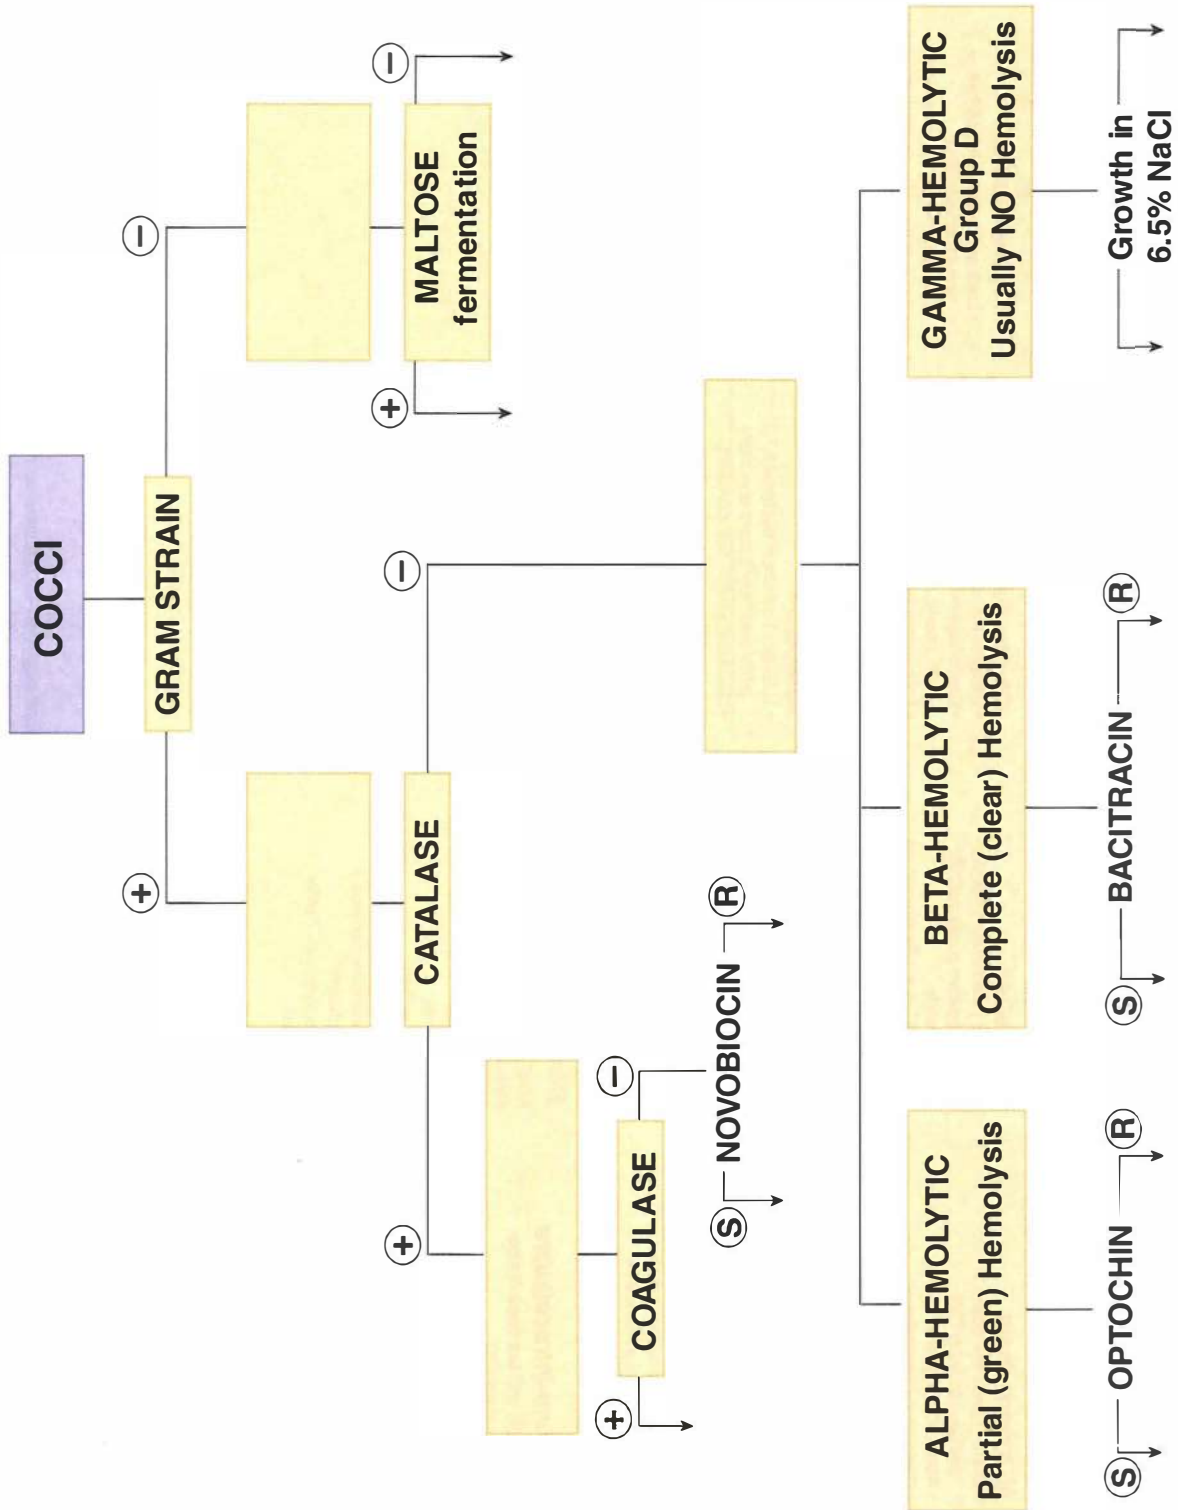 COCCI
GRAM STRAIN
+
−
CATALASE
MALTOSE
fermentation
+
−
+
−
COAGULASE
+
−
S
NOVOBIOCIN
R
ALPHA-HEMOLYTIC
Partial (green) Hemolysis
BETA-HEMOLYTIC
Complete (clear) Hemolysis
GAMMA-HEMOLYTIC
Group D
Usually NO Hemolysis
S
OPTOCHIN
R
S
BACITRACIN
R
Growth in
6.5% NaCl